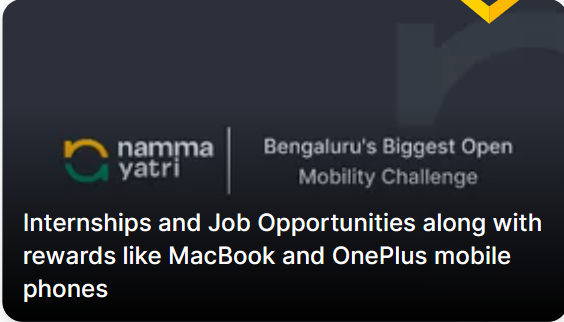 namma
yatri
Bengaluru's Biggest Open
Mobility Challenge
Internships and Job Opportunities along with
rewards like MacBook and OnePlus mobile
phones